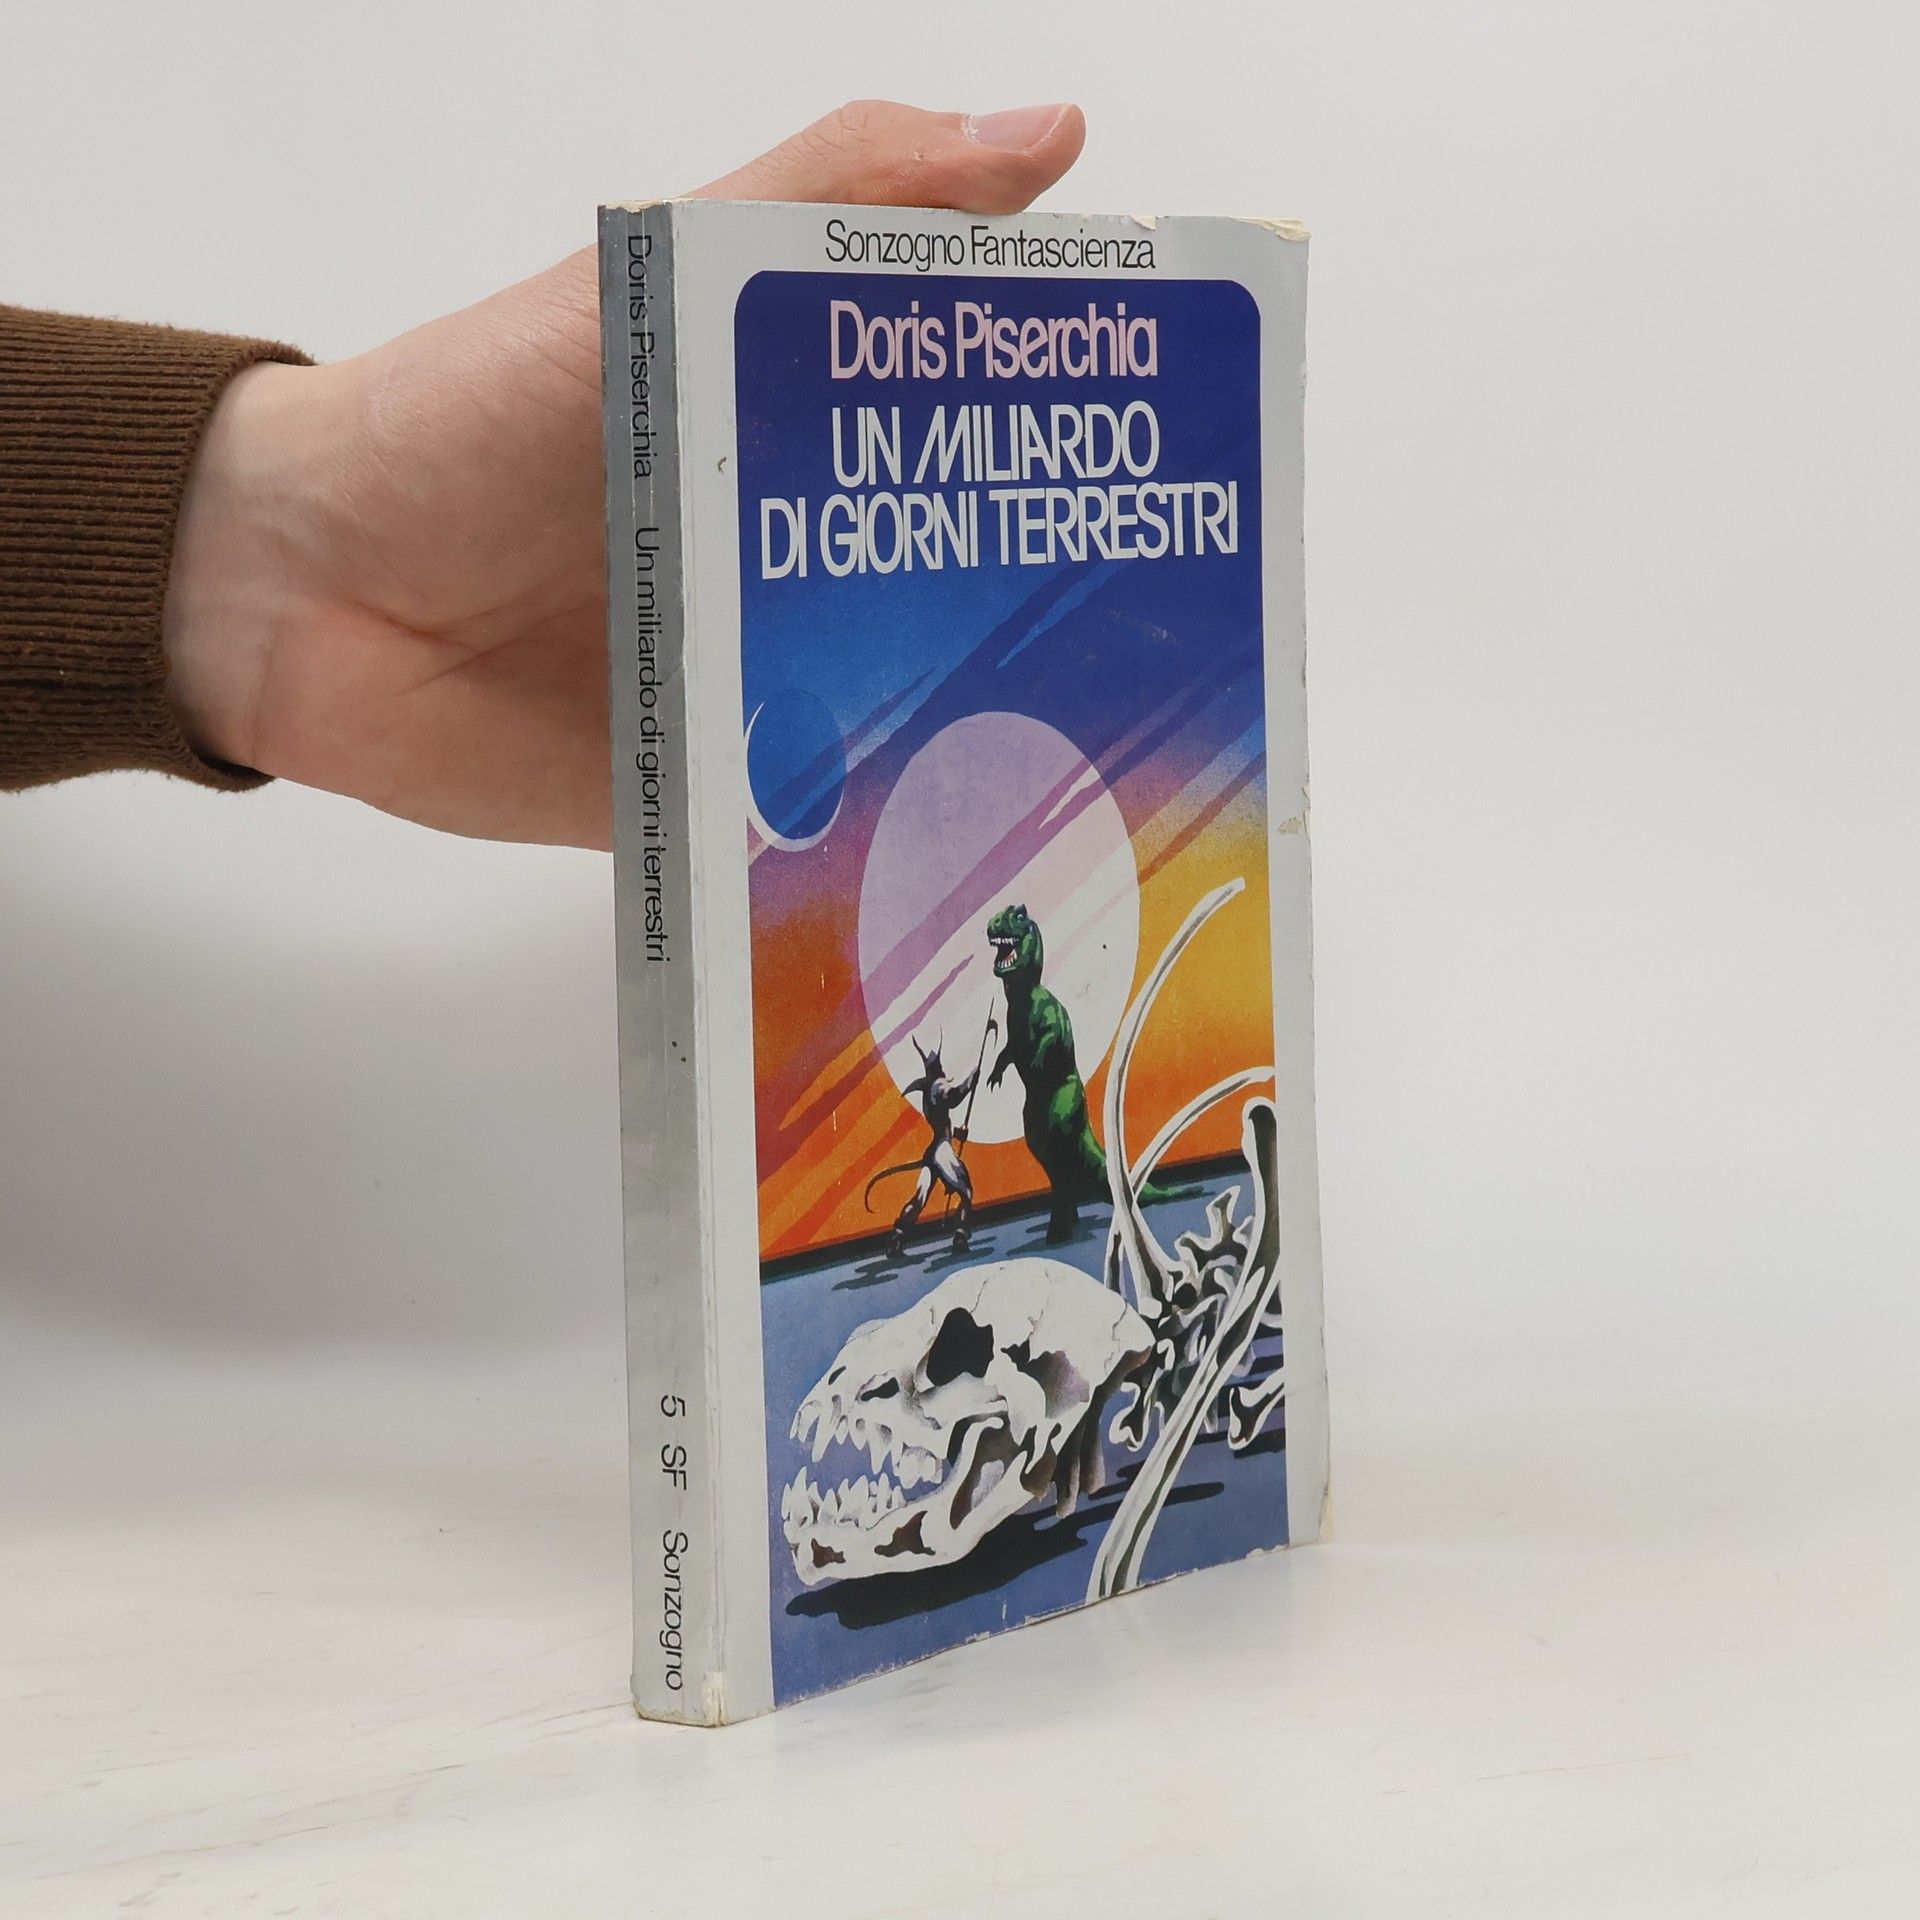 Sonzogno Fantascienza
Doris Piserchia
UN MILIARDO
DI GIORNI TERRESTRI
Doris Piserchia Un miliardo di giorni terrestri 5 SF Sonzogno